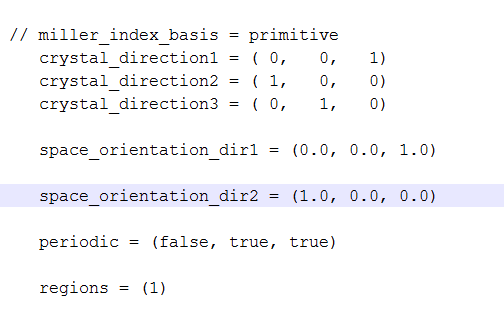 // miller_index_basis = primitive
crystal_direction1 = ( 0, 0, 1)
crystal_direction2 = ( 1, 0, 0)
crystal_direction3 = ( 0, 1, 0)
space_orientation_dir1 = (0.0, 0.0, 1.0)
space_orientation_dir2 = (1.0, 0.0, 0.0)
periodic = (false, true, true)
regions = (1)